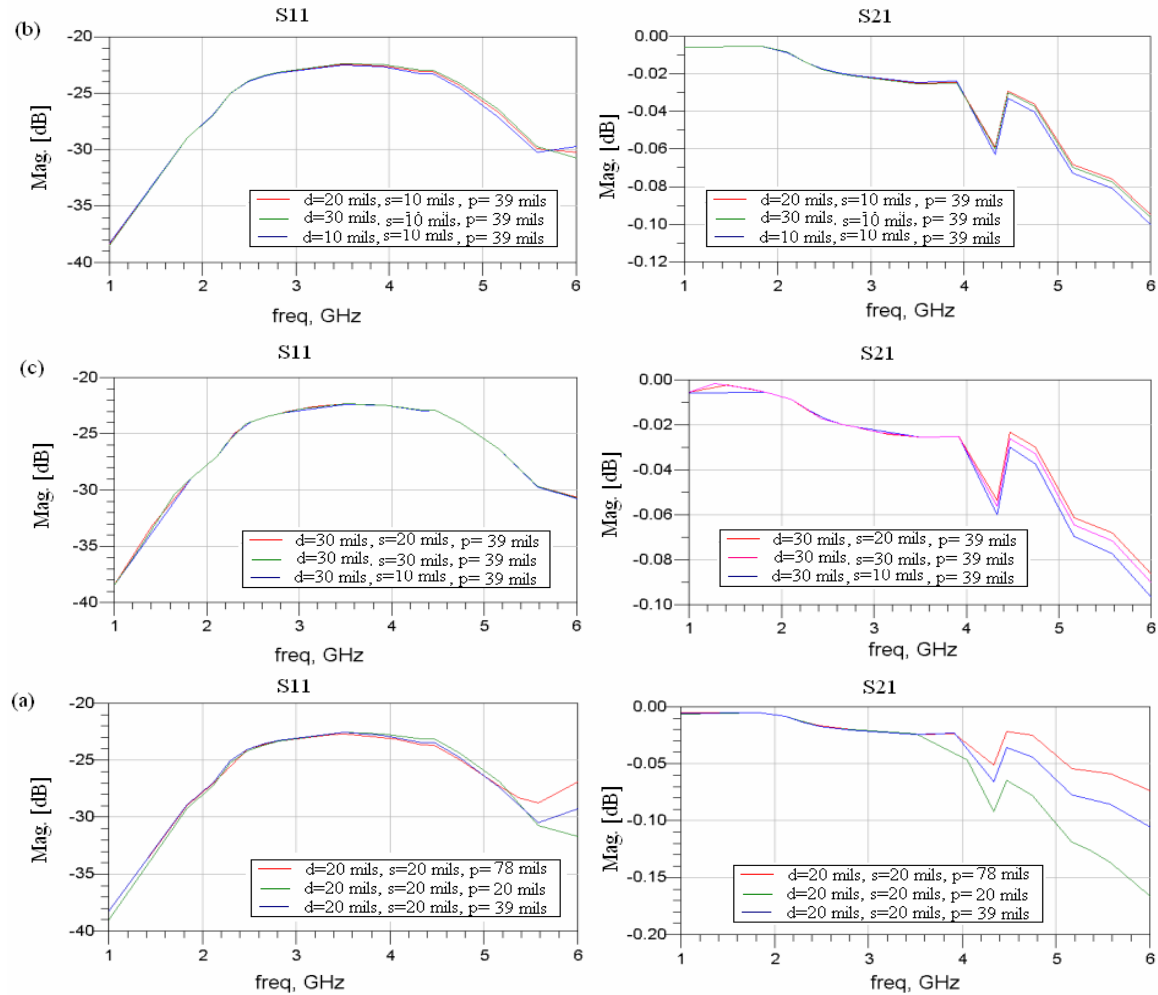 (b)
S11
Mag. [dB]
-20
-25
-30
-35
-40
d=20 mils, s=10 mils, p= 39 mils
d=30 mils. s=10 mils, p= 39 mils
d=10 mils, s=10 mils, p= 39 mils
1 2 3 4 5 6
freq, GHz
S21
Mag. [dB]
0.00
-0.02
-0.04
-0.06
-0.08
-0.10
-0.12
d=20 mils, s=10 mils, p= 39 mils
d=30 mils. s=10 mils, p= 39 mils
d=10 mils, s=10 mils, p= 39 mils
1 2 3 4 5 6
freq, GHz
(c)
S11
Mag. [dB]
-20
-25
-30
-35
-40
d=30 mils, s=20 mils, p= 39 mils
d=30 mils. s=30 mils, p= 39 mils
d=30 mils, s=10 mils, p= 39 mils
1 2 3 4 5 6
freq, GHz
S21
Mag. [dB]
0.00
-0.02
-0.04
-0.06
-0.08
-0.10
d=30 mils, s=20 mils, p= 39 mils
d=30 mils. s=30 mils, p= 39 mils
d=30 mils, s=10 mils, p= 39 mils
1 2 3 4 5 6
freq, GHz
(a)
S11
Mag. [dB]
-20
-25
-30
-35
-40
d=20 mils, s=20 mils, p=78 mils
d=20 mils, s=20 mils, p= 20 mils
d=20 mils, s=20 mils, p= 39 mils
1 2 3 4 5 6
freq, GHz
S21
Mag. [dB]
-0.00
-0.05
-0.10
-0.15
-0.20
d=20 mils, s=20 mils, p=78 mils
d=20 mils, s=20 mils, p= 20 mils
d=20 mils, s=20 mils, p= 39 mils
1 2 3 4 5 6
freq, GHz